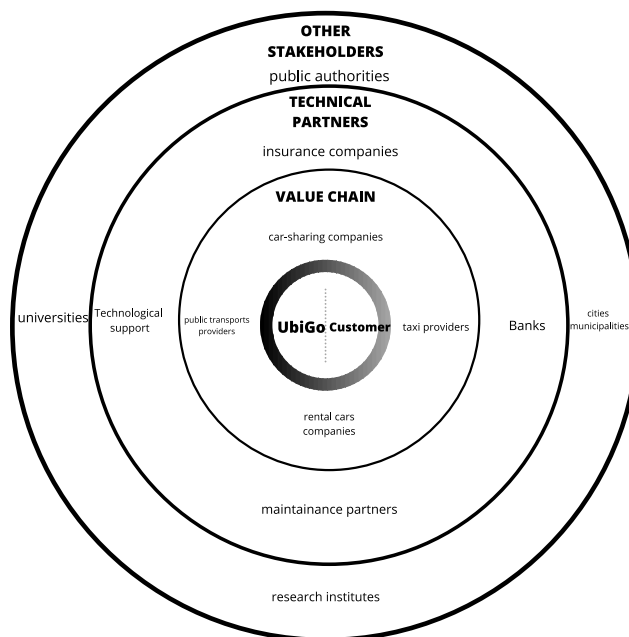 OTHER
STAKEHOLDERS
public authorities
TECHNICAL
PARTNERS
insurance companies
VALUE CHAIN
car-sharing companies
universities
Technological
support
public transports
providers
UbiGo
Customer
taxi providers
Banks
cities
municipalities
rental cars
companies
maintainance partners
research institutes